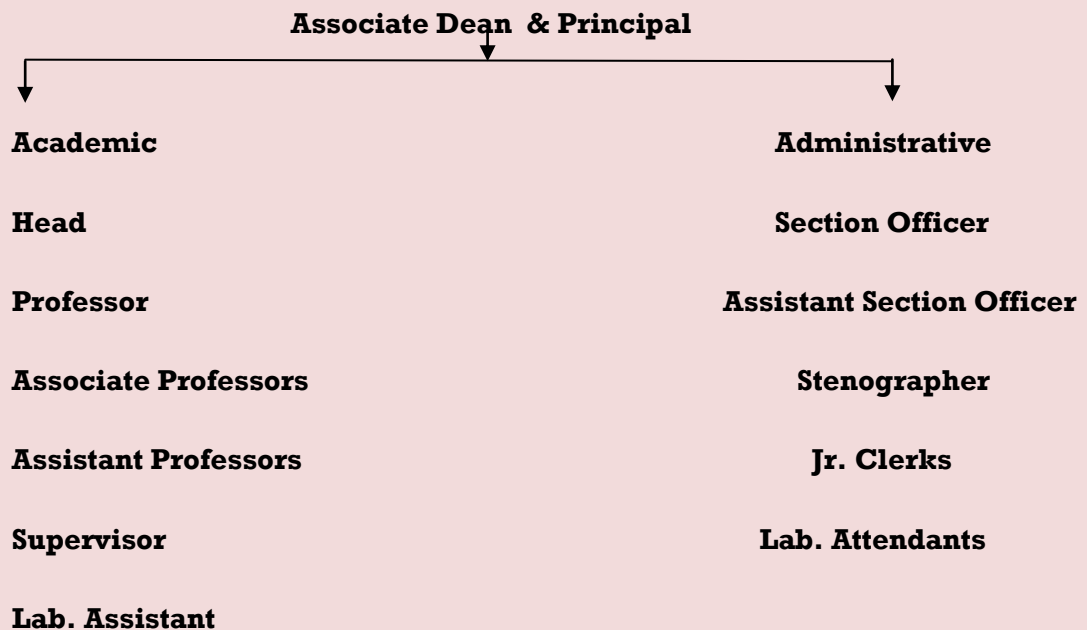 Associate Dean & Principal
Academic Administrative
Head Section Officer
Professor Assistant Section Officer
Associate Professors Stenographer
Assistant Professors Jr. Clerks
Supervisor Lab. Attendants
Lab. Assistant